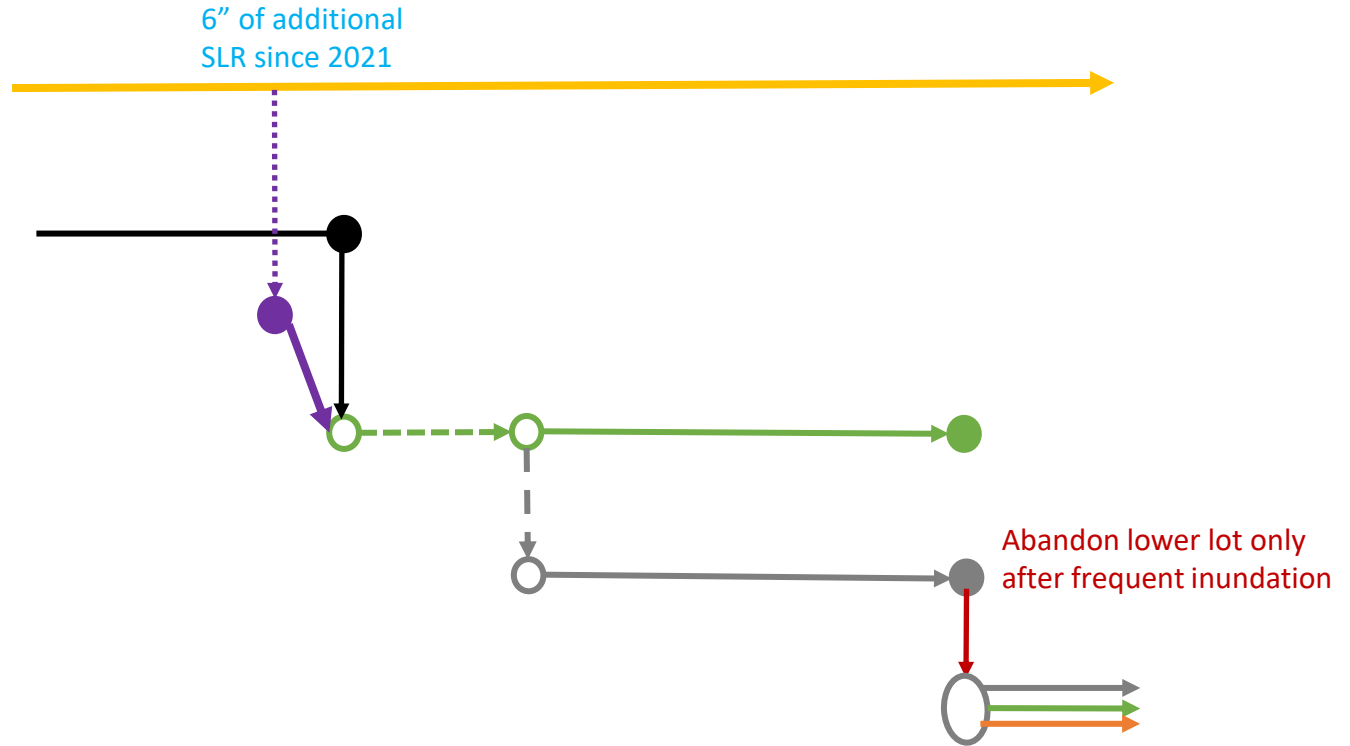 6” of additional
SLR since 2021
Abandon lower lot only
after frequent inundation